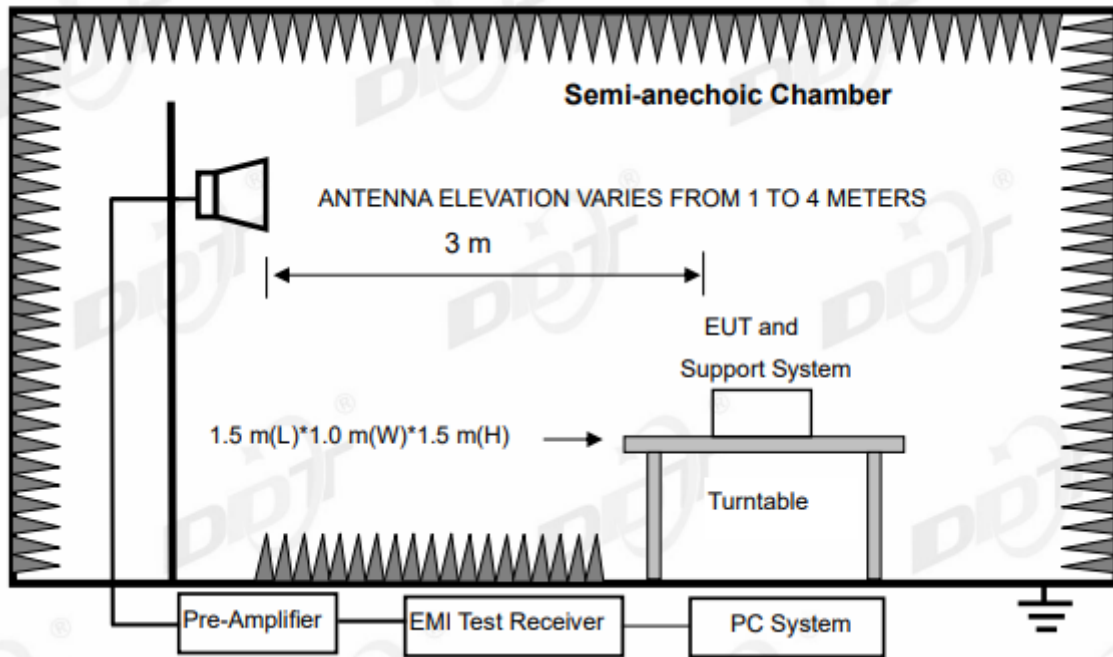 Semi-anechoic Chamber
ANTENNA ELEVATION VARIES FROM 1 TO 4 METERS
3 m
EUT and
Support System
1.5 m(L)*1.0 m(W)*1.5 m(H)
Turntable
Pre-Amplifier
EMI Test Receiver
PC System
DDT
®